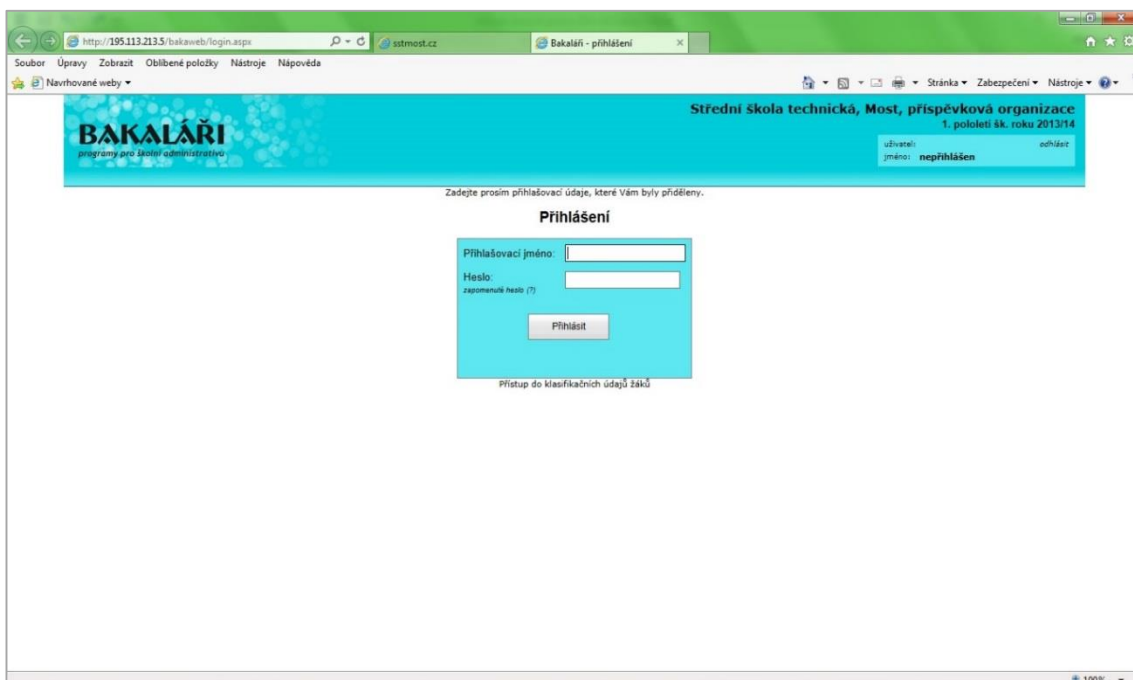 http://195.113.213.5/bakaweb/login.aspx
sstmost.cz
Bakaláři - přihlášení
Soubor Úpravy Zobrazit Oblíbené položky Nástroje Nápověda
Navrhované weby
Stránka Zabezpečení Nástroje
BAKALÁŘI
programy pro školní administrativu
Střední škola technická, Most, příspěvková organizace
1. pololetí šk. roku 2013/14
uživatel: odhlásit
jméno: nepřihlášen
Zadejte prosím přihlašovací údaje, které Vám byly přiděleny.
Přihlášení
Přihlašovací jméno:
Heslo:
zapomenuté heslo (?)
Přihlásit
Přístup do klasifikačních údajů žáků
100%